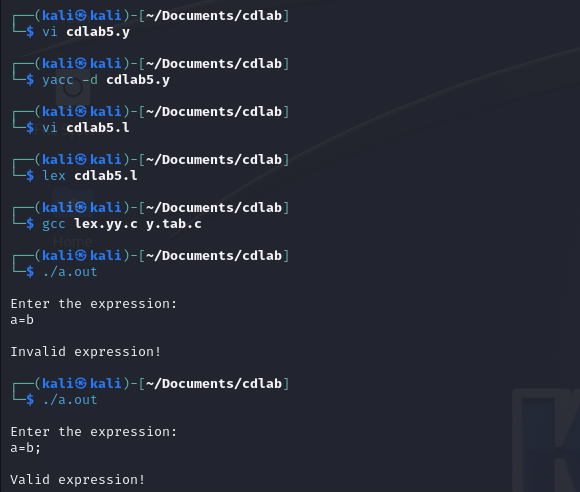 ┌──(kali㉿kali)-[~/Documents/cdlab]
└─$ vi cdlab5.y
┌──(kali㉿kali)-[~/Documents/cdlab]
└─$ yacc -d cdlab5.y
┌──(kali㉿kali)-[~/Documents/cdlab]
└─$ vi cdlab5.l
┌──(kali㉿kali)-[~/Documents/cdlab]
└─$ lex cdlab5.l
┌──(kali㉿kali)-[~/Documents/cdlab]
└─$ gcc lex.yy.c y.tab.c
Home
┌──(kali㉿kali)-[~/Documents/cdlab]
└─$ ./a.out
Enter the expression:
a=b
Invalid expression!
┌──(kali㉿kali)-[~/Documents/cdlab]
└─$ ./a.out
Enter the expression:
a=b;
Valid expression!